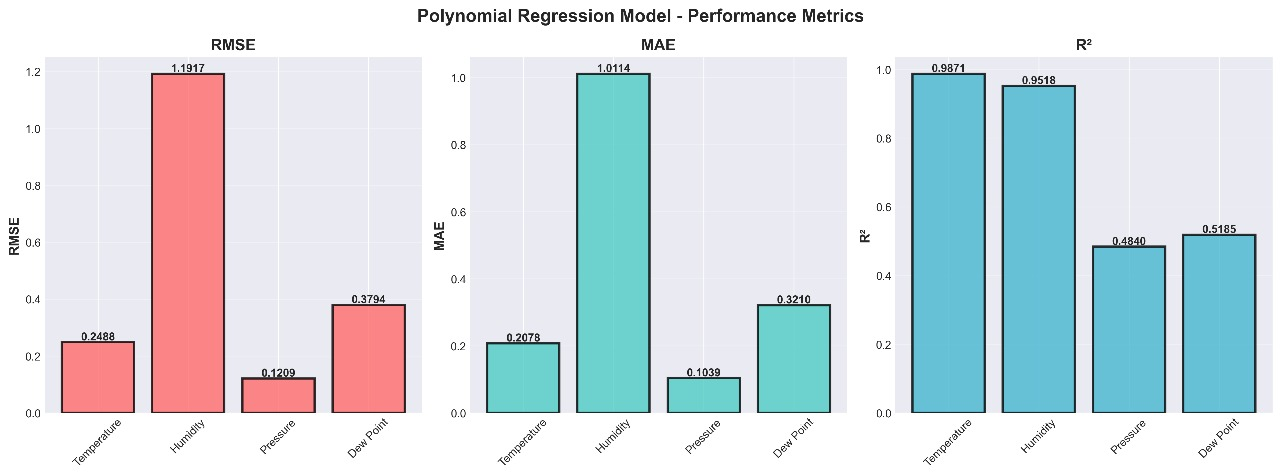 Polynomial Regression Model - Performance Metrics
RMSE
RMSE
1.2
1.0
0.8
0.6
0.4
0.2
0.0
0.2488
1.1917
0.1209
0.3794
Temperature
Humidity
Pressure
Dew Point
MAE
MAE
1.0
0.8
0.6
0.4
0.2
0.0
0.2078
1.0114
0.1039
0.3210
Temperature
Humidity
Pressure
Dew Point
R²
R²
1.0
0.8
0.6
0.4
0.2
0.0
0.9871
0.9518
0.4840
0.5185
Temperature
Humidity
Pressure
Dew Point